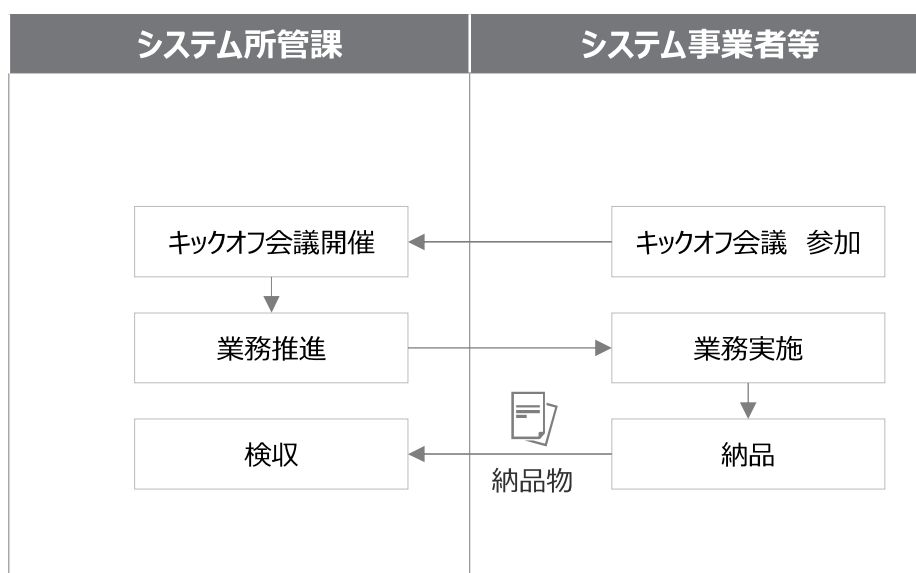 システム所管課
システム事業者等
キックオフ会議開催
キックオフ会議　参加
業務推進
業務実施
検収
納品物
納品